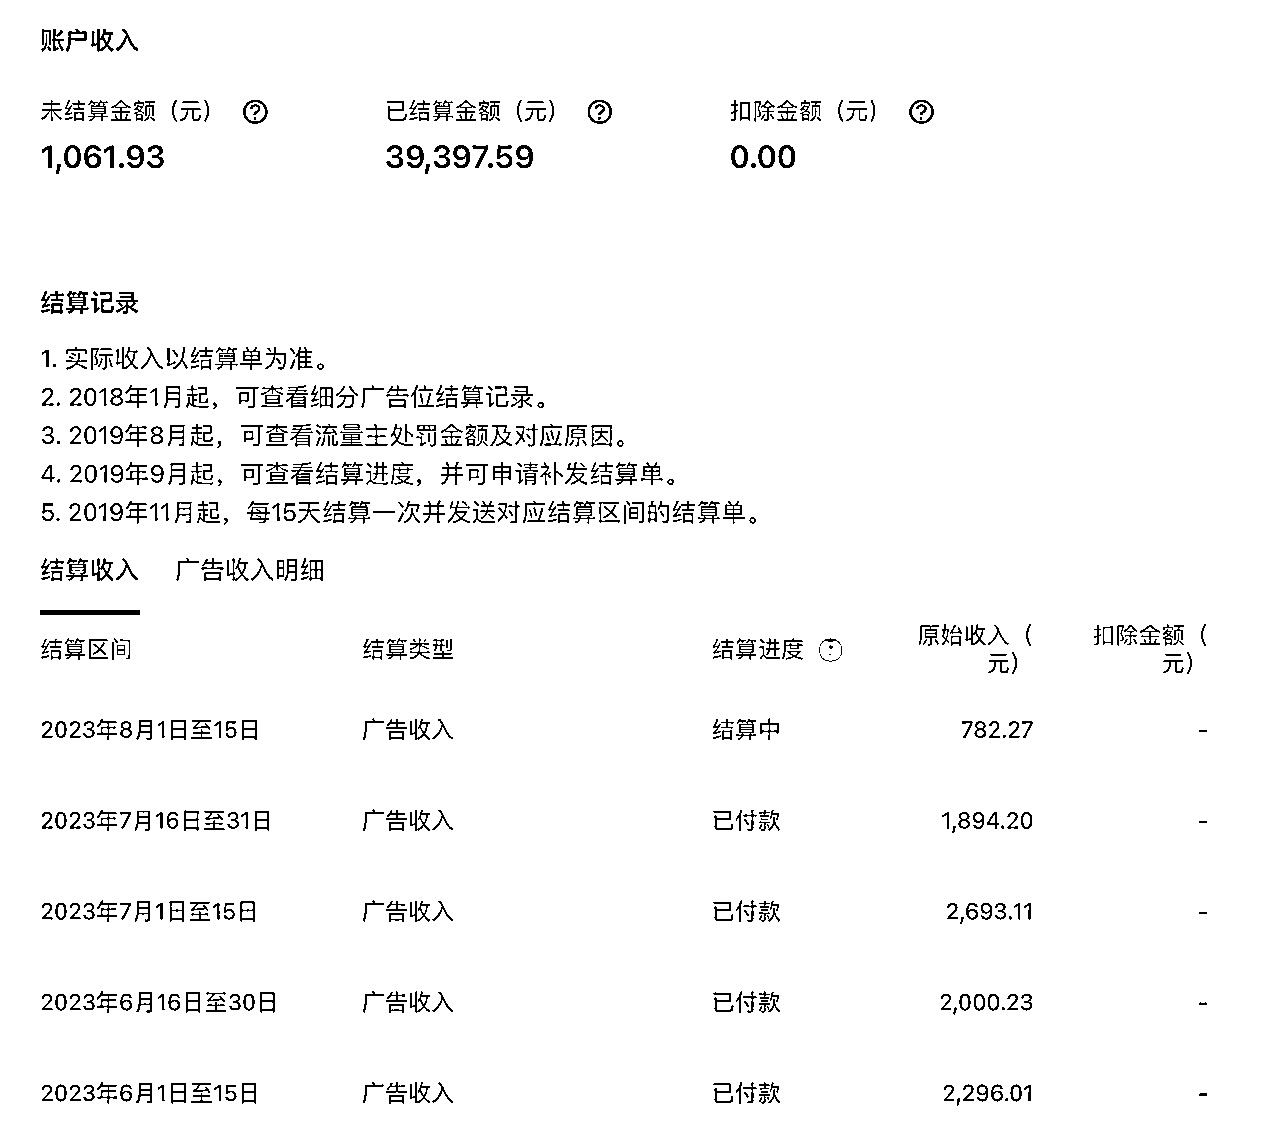 账户收入
未结算金额（元） ? 已结算金额（元） ? 扣除金额（元） ?
1,061.93 39,397.59 0.00
结算记录
1. 实际收入以结算单为准。
2. 2018年1月起，可查看细分广告位结算记录。
3. 2019年8月起，可查看流量主处罚金额及对应原因。
4. 2019年9月起，可查看结算进度，并可申请补发结算单。
5. 2019年11月起，每15天结算一次并发送对应结算区间的结算单。
结算收入 广告收入明细
结算区间 结算类型 结算进度 原始收入（元） 扣除金额（元）
2023年8月1日至15日 广告收入 结算中 782.27 -
2023年7月16日至31日 广告收入 已付款 1,894.20 -
2023年7月1日至15日 广告收入 已付款 2,693.11 -
2023年6月16日至30日 广告收入 已付款 2,000.23 -
2023年6月1日至15日 广告收入 已付款 2,296.01 -